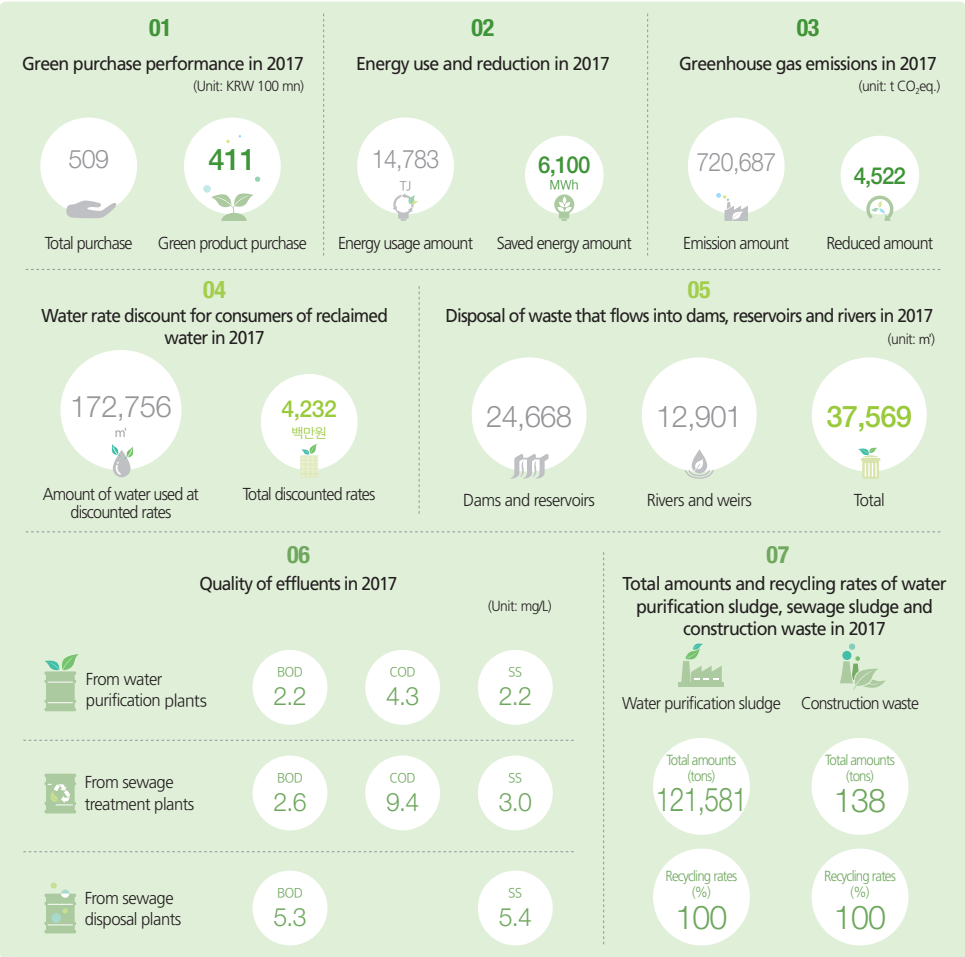 01
Green purchase performance in 2017
(Unit: KRW 100 mn)
509
Total purchase
411
Green product purchase
02
Energy use and reduction in 2017
14,783
TJ
Energy usage amount
6,100
MWh
Saved energy amount
03
Greenhouse gas emissions in 2017
(unit: t CO₂eq.)
720,687
Emission amount
4,522
Reduced amount
04
Water rate discount for consumers of reclaimed
water in 2017
172,756
㎥
Amount of water used at
discounted rates
4,232
백만원
Total discounted rates
05
Disposal of waste that flows into dams, reservoirs and rivers in 2017
(unit: ㎥)
24,668
Dams and reservoirs
12,901
Rivers and weirs
37,569
Total
06
Quality of effluents in 2017
(Unit: mg/L)
From water
purification plants
BOD
2.2
COD
4.3
SS
2.2
From sewage
treatment plants
BOD
2.6
COD
9.4
SS
3.0
From sewage
disposal plants
BOD
5.3
SS
5.4
07
Total amounts and recycling rates of water
purification sludge, sewage sludge and
construction waste in 2017
Water purification sludge
Construction waste
Total amounts
(tons)
121,581
Total amounts
(tons)
138
Recycling rates
(%)
100
Recycling rates
(%)
100